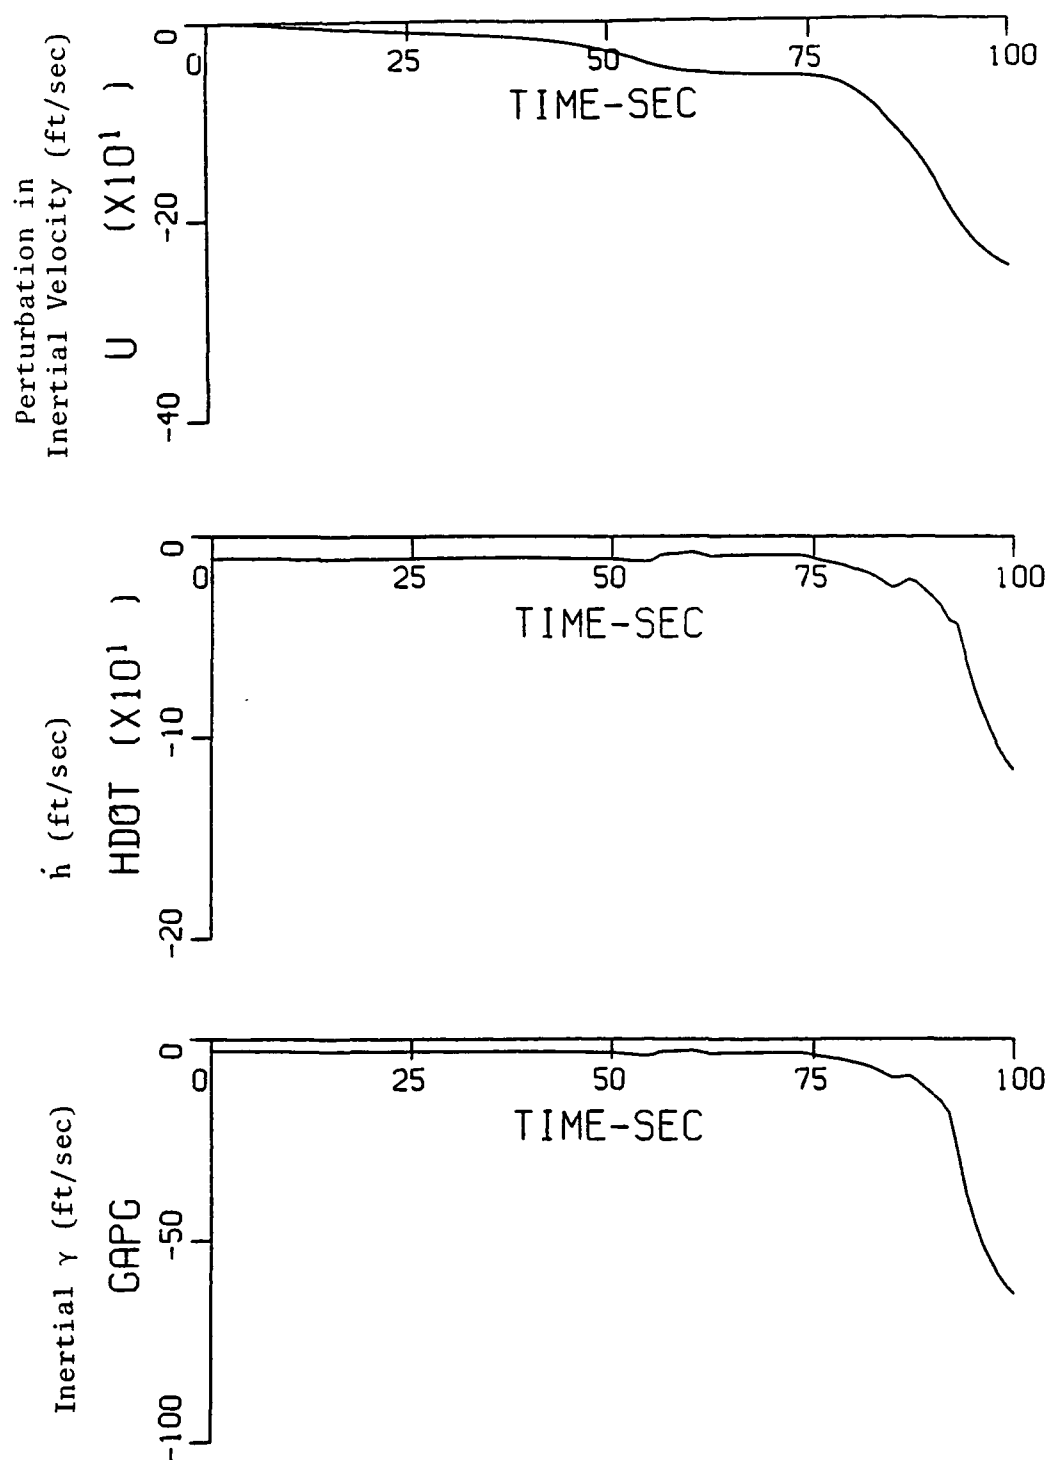 Perturbation in
Inertial Velocity (ft/sec)
U (X10¹ )
0
-20
-40
0 25 50 75 100
TIME-SEC
ḣ (ft/sec)
HDØT (X10¹ )
0
-10
-20
0 25 50 75 100
TIME-SEC
Inertial γ (ft/sec)
GAPG
0
-50
-100
0 25 50 75 100
TIME-SEC